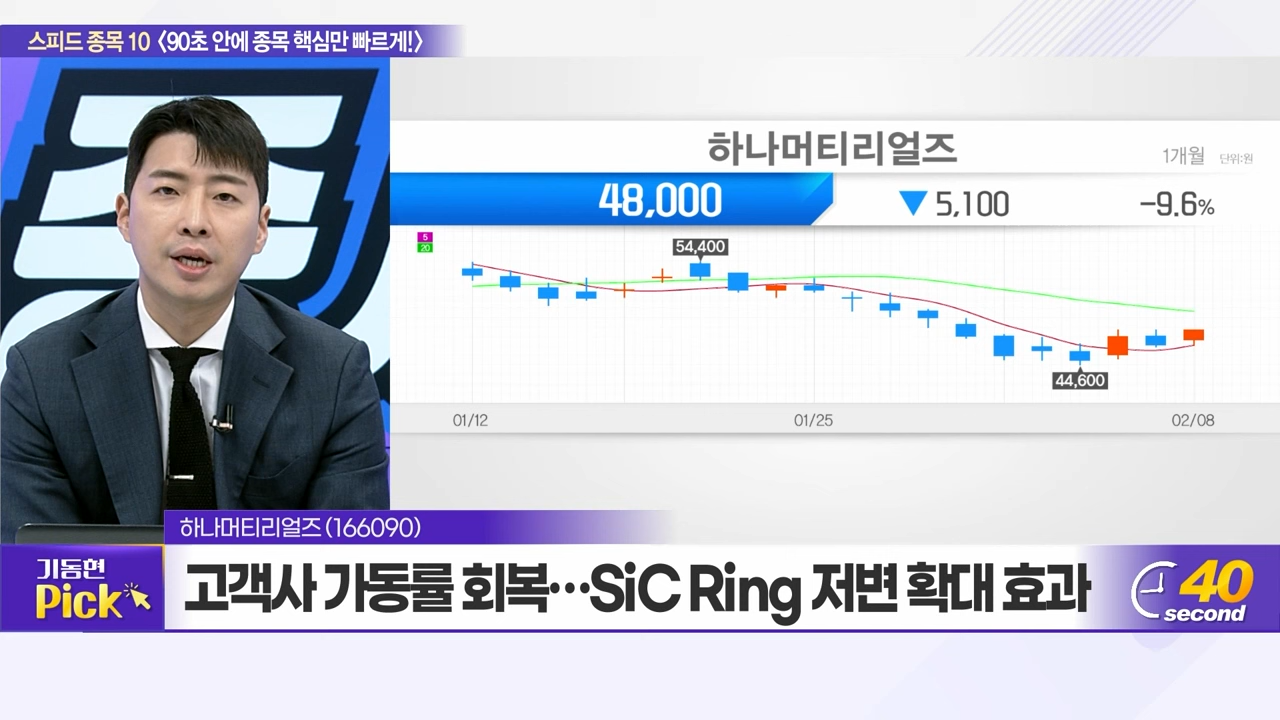 스피드 종목 10 〈90초 안에 종목 핵심만 빠르게!〉
하나머티리얼즈
1개월 단위:원
48,000 ▼ 5,100 -9.6%
5
20
54,400
44,600
01/12 01/25 02/08
하나머티리얼즈(166090)
기동현
Pick
고객사 가동률 회복…SiC Ring 저변 확대 효과
40
second